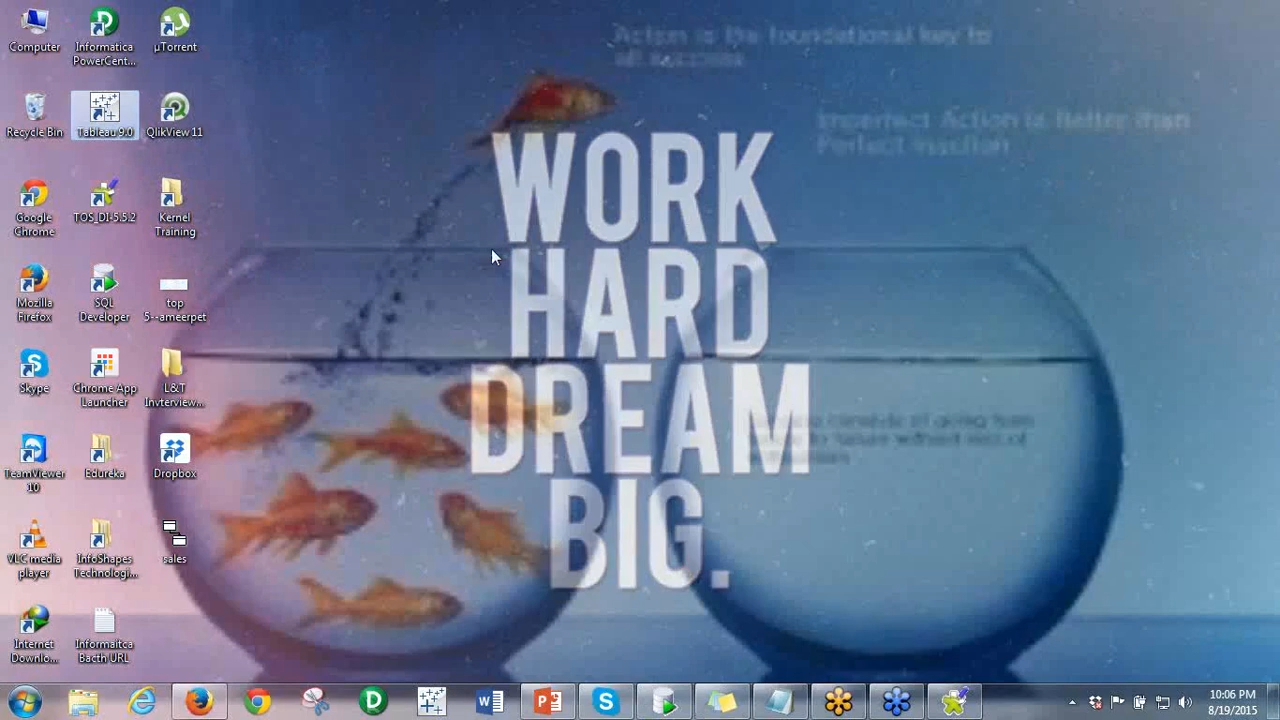 Computer
Informatica
PowerCent...
µTorrent
Recycle Bin
Tableau 9.0
QlikView 11
Google
Chrome
TOS_DI-5.5.2
Kernel
Training
Mozilla
Firefox
SQL
Developer
top
5--ameerpet
Skype
Chrome App
Launcher
L&T
Invterview...
TeamViewer
10
Edureka
Dropbox
VLC media
player
InfoShapes
Technologi...
sales
Internet
Downlo...
Informaitca
Bacth URL
Action is the foundational key to
all success
Imperfect Action is Better than
Perfect Inaction
WORK
HARD
DREAM
BIG.
10:06 PM
8/19/2015